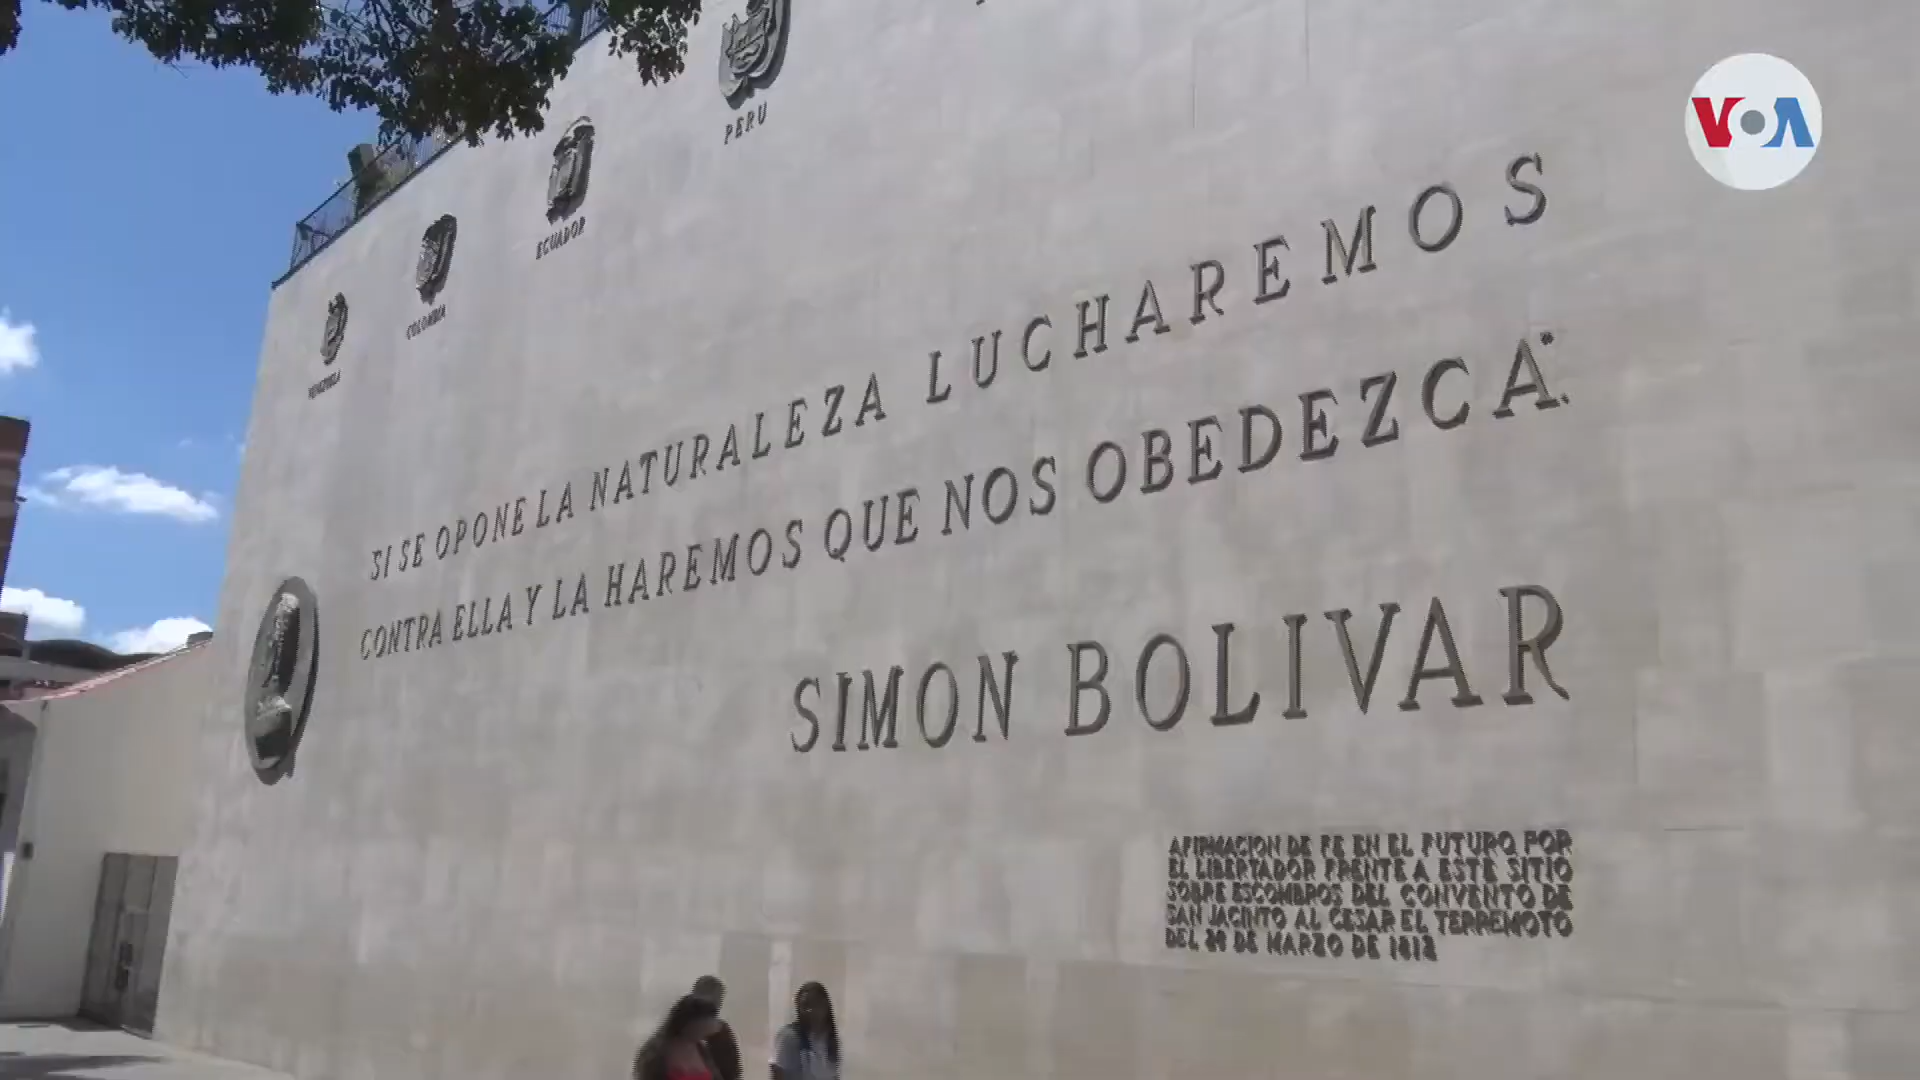 VOA
PERU
ECUADOR
COLOMBIA
VENEZUELA
SI SE OPONE LA NATURALEZA LUCHAREMOS
CONTRA ELLA Y LA HAREMOS QUE NOS OBEDEZCA."
SIMON BOLIVAR
AFIRMACION DE FE EN EL FUTURO POR
EL LIBERTADOR FRENTE A ESTE SITIO
SOBRE ESCOMBROS DEL CONVENTO DE
SAN JACINTO AL CESAR EL TERREMOTO
DEL DE MARZO DE 1812